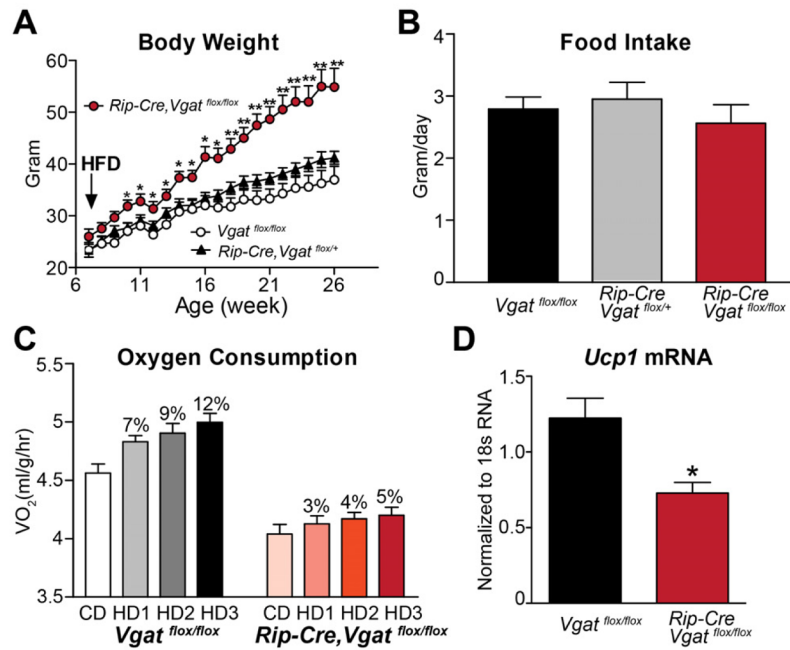 A
Body Weight
Gram
60
50
40
30
20
Rip-Cre,Vgat flox/flox
HFD
* * * * * * * * ** ** ** ** ** ** ** ** **
Vgat flox/flox
Rip-Cre,Vgat flox/+
6 11 16 21 26
Age (week)
B
Food Intake
Gram/day
4
3
2
1
0
Vgat flox/flox
Rip-Cre
Vgat flox/+
Rip-Cre
Vgat flox/flox
C
Oxygen Consumption
VO2(ml/g/hr)
5.5
5
4.5
4
3.5
7% 9% 12%
3% 4% 5%
CD HD1 HD2 HD3 CD HD1 HD2 HD3
Vgat flox/flox
Rip-Cre,Vgat flox/flox
D
Ucp1 mRNA
Normalized to 18s RNA
1.5
1.0
0.5
0.0
*
Vgat flox/flox
Rip-Cre
Vgat flox/flox